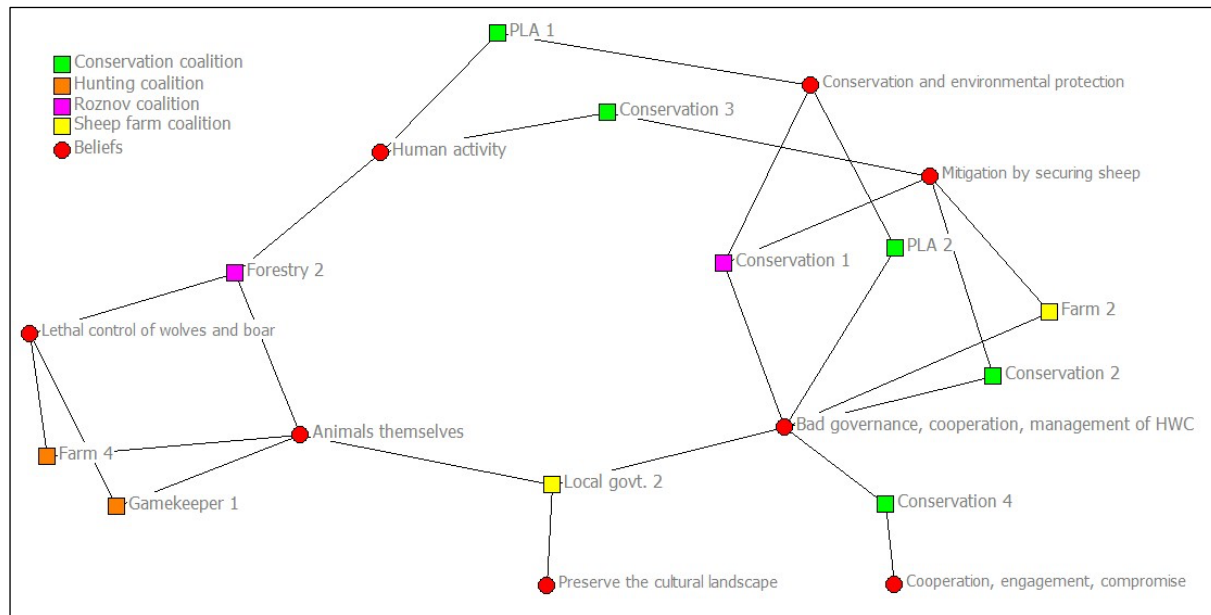 PLA 1
Conservation coalition
Hunting coalition
Roznov coalition
Sheep farm coalition
Beliefs
Conservation and environmental protection
Conservation 3
Human activity
Mitigation by securing sheep
PLA 2
Conservation 1
Forestry 2
Farm 2
Lethal control of wolves and boar
Conservation 2
Bad governance, cooperation, management of HWC
Animals themselves
Farm 4
Local govt. 2
Gamekeeper 1
Conservation 4
Preserve the cultural landscape
Cooperation, engagement, compromise